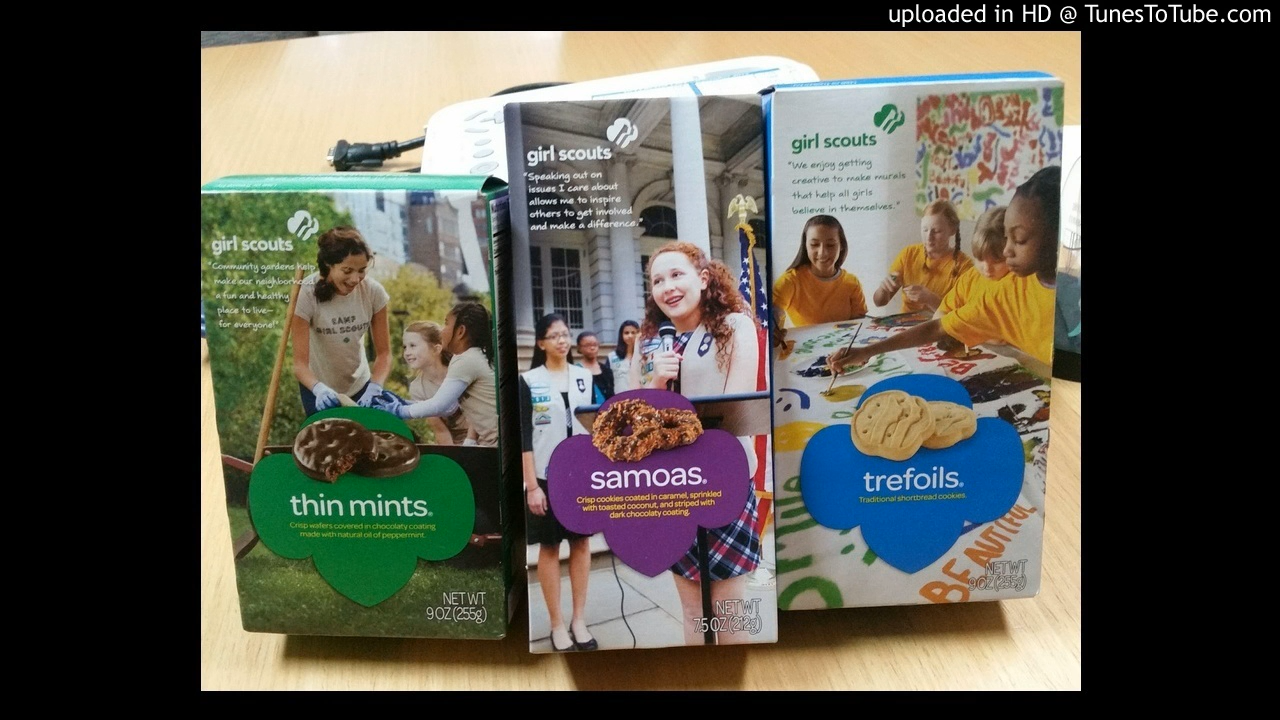 uploaded in HD @ TunesToTube.com
girl scouts
"Community gardens help
make our neighborhood
a fun and healthy
place to live—
for everyone!"
CAMP
GIRL SCOUTS
thin mints®
Crisp wafers covered in chocolaty coating
made with natural oil of peppermint.
NET WT
9 OZ (255g)
girl scouts
"Speaking out on
issues I care about
allows me to inspire
others to get involved
and make a difference."
samoas®
Crisp cookies coated in caramel, sprinkled
with toasted coconut, and striped with
dark chocolaty coating.
NET WT
7.5 OZ (212g)
girl scouts
"We enjoy getting
creative to make murals
that help all girls
believe in themselves."
trefoils®
Traditional shortbread cookies.
BEAUTIFUL
NET WT
9 OZ (255g)